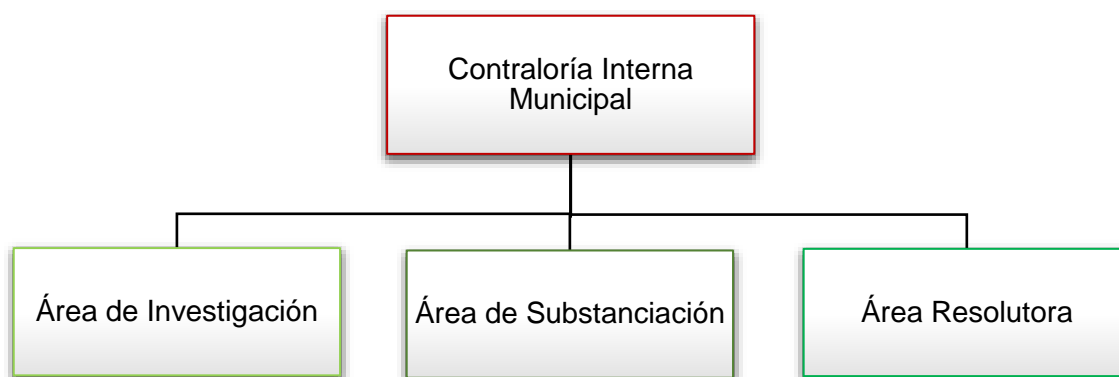 Contraloría Interna
Municipal
Área de Investigación
Área de Substanciación
Área Resolutora